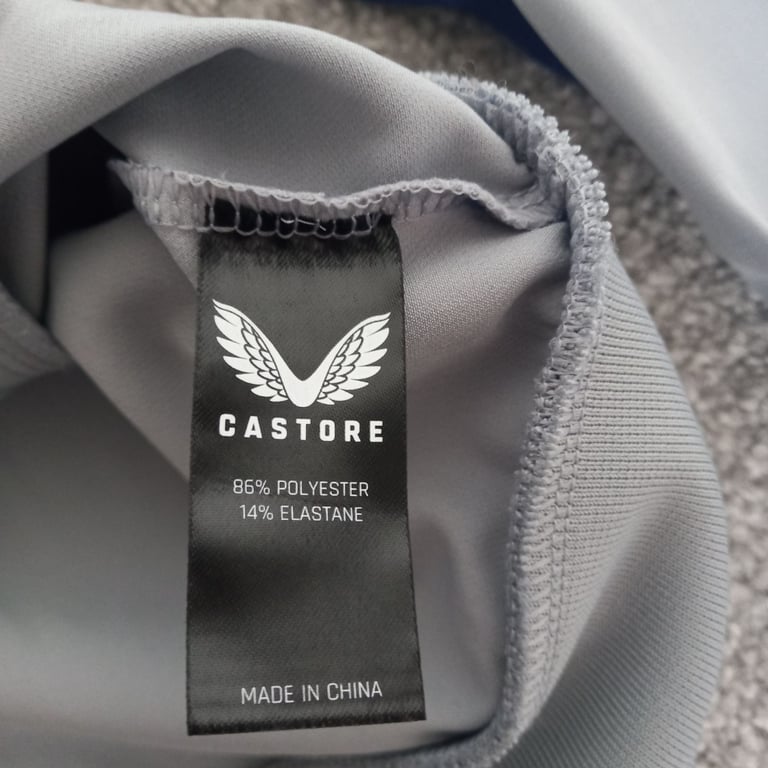 CASTORE
86% POLYESTER
14% ELASTANE
MADE IN CHINA